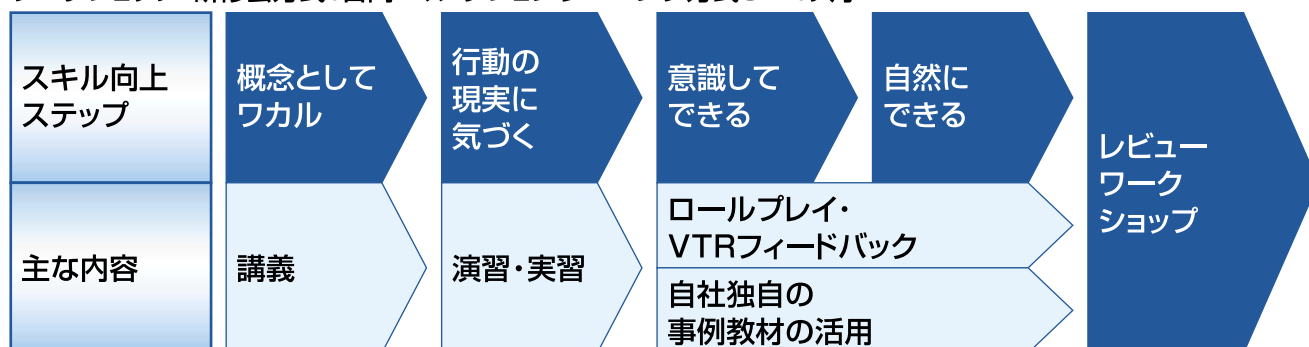 スキル向上
ステップ
概念として
ワカル
行動の
現実に
気づく
意識して
できる
自然に
できる
レビュー
ワーク
ショップ
主な内容
講義
演習・実習
ロールプレイ・
VTRフィードバック
自社独自の
事例教材の活用